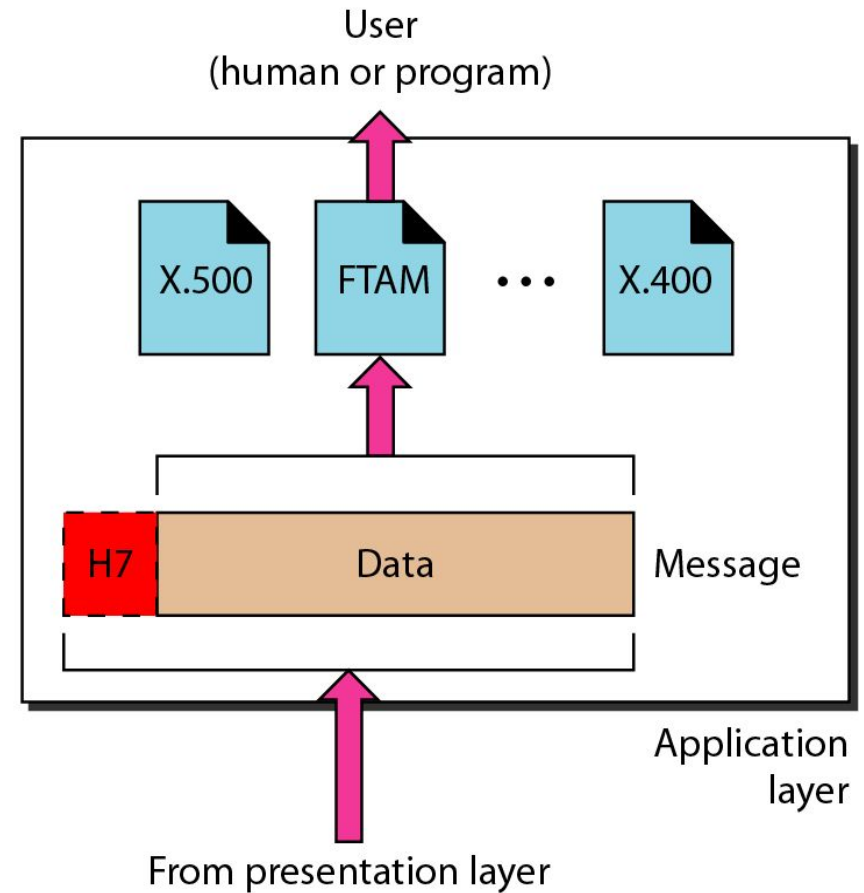 User
(human or program)
X.500 FTAM ... X.400
H7 Data Message
Application
layer
From presentation layer